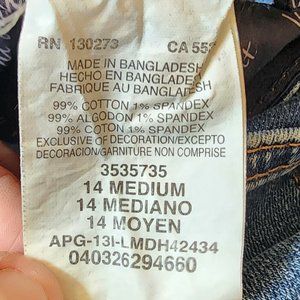 RN 130273 CA 553
MADE IN BANGLADESH
HECHO EN BANGLADESH
FABRIQUE AU BANGLADESH
99% COTTON 1% SPANDEX
99% ALGODON 1% SPANDEX
99% COTON 1% SPANDEX
EXCLUSIVE OF DECORATION/EXCEPTO
DECORACION/GARNITURE NON COMPRISE
3535735
14 MEDIUM
14 MEDIANO
14 MOYEN
APG-13I-LMDH42434
040326294660